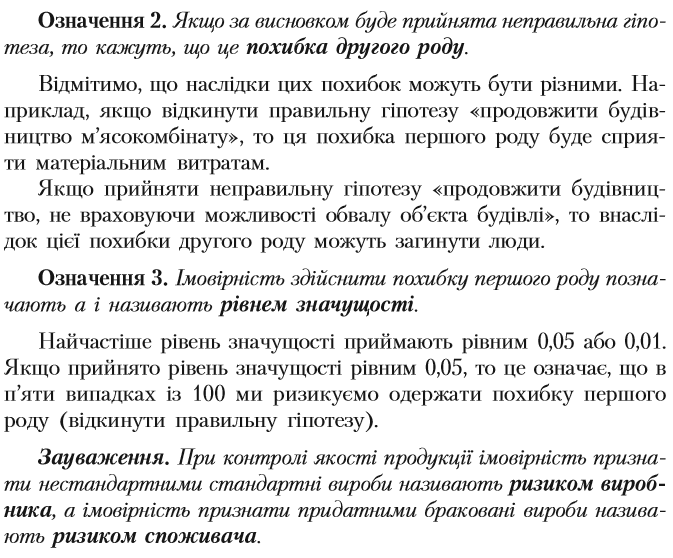 Означення 2. Якщо за висновком буде прийнята неправильна гіпо-
теза, то кажуть, що це похибка другого роду.
Відмітимо, що наслідки цих похибок можуть бути різними. На-
приклад, якщо відкинути правильну гіпотезу «продовжити будів-
ництво м’ясокомбінату», то ця похибка першого роду буде сприя-
ти матеріальним витратам.
Якщо прийняти неправильну гіпотезу «продовжити будівниц-
тво, не враховуючи можливості обвалу об’єкта будівлі», то внаслі-
док цієї похибки другого роду можуть загинути люди.
Означення 3. Імовірність здійснити похибку першого роду позна-
чають a і називають рівнем значущості.
Найчастіше рівень значущості приймають рівним 0,05 або 0,01.
Якщо прийнято рівень значущості рівним 0,05, то це означає, що в
п’яти випадках із 100 ми ризикуємо одержати похибку першого
роду (відкинути правильну гіпотезу).
Зауваження. При контролі якості продукції імовірність призна-
ти нестандартними стандартні вироби називають ризиком вироб-
ника, а імовірність признати придатними браковані вироби назива-
ють ризиком споживача.